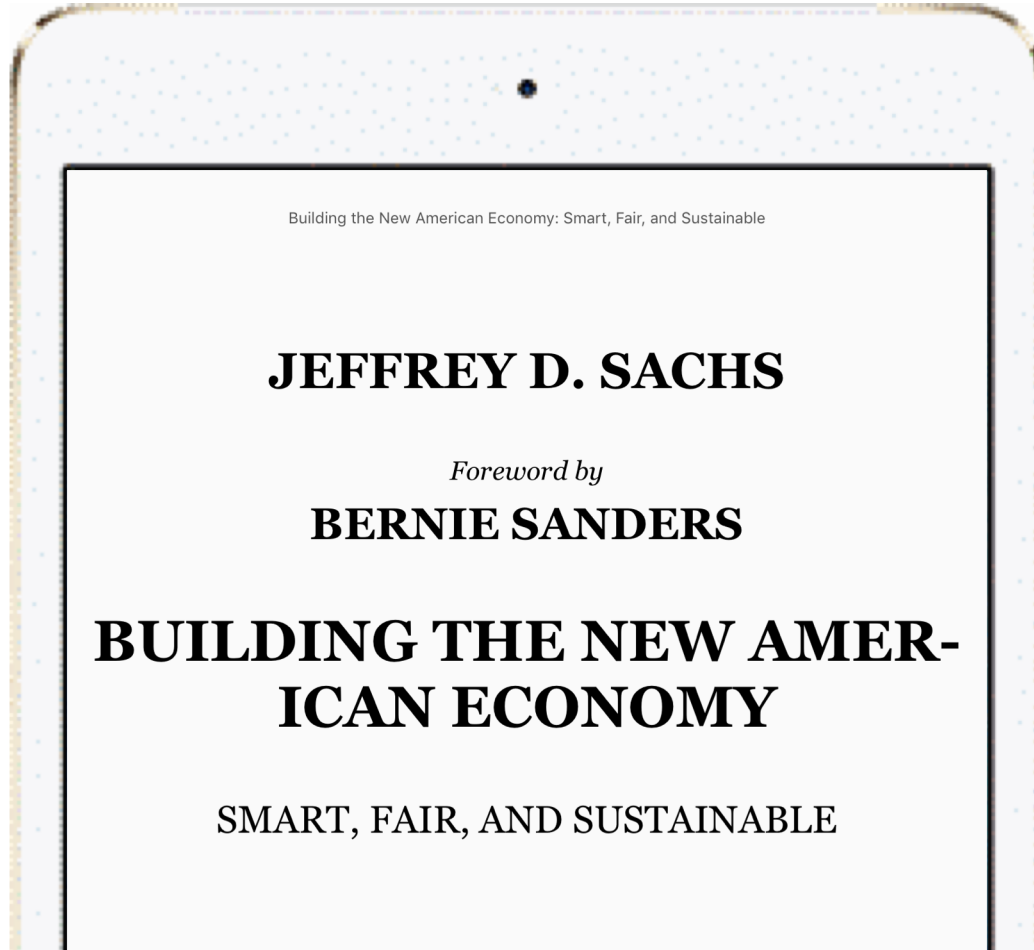 Building the New American Economy: Smart, Fair, and Sustainable
JEFFREY D. SACHS
Foreword by
BERNIE SANDERS
BUILDING THE NEW AMER-
ICAN ECONOMY
SMART, FAIR, AND SUSTAINABLE